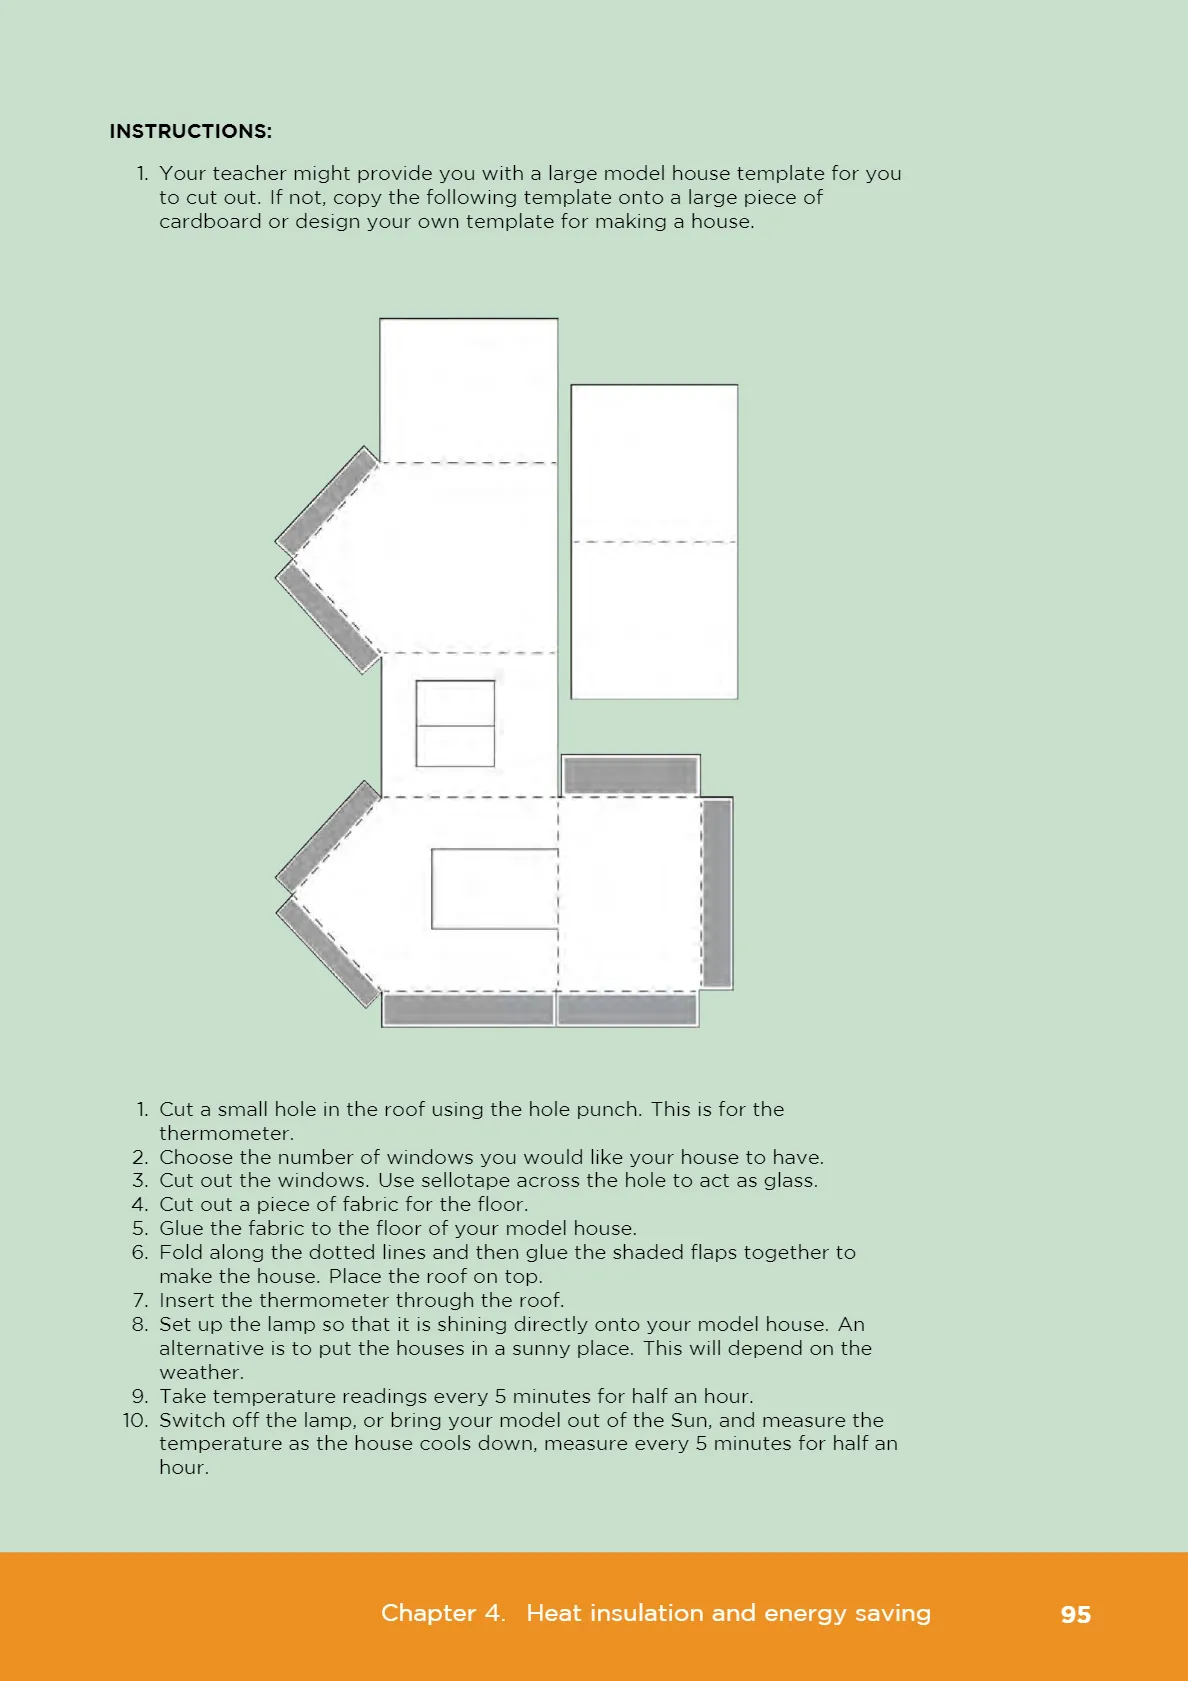 INSTRUCTIONS:
1. Your teacher might provide you with a large model house template for you
to cut out. If not, copy the following template onto a large piece of
cardboard or design your own template for making a house.
1. Cut a small hole in the roof using the hole punch. This is for the
thermometer.
2. Choose the number of windows you would like your house to have.
3. Cut out the windows. Use sellotape across the hole to act as glass.
4. Cut out a piece of fabric for the floor.
5. Glue the fabric to the floor of your model house.
6. Fold along the dotted lines and then glue the shaded flaps together to
make the house. Place the roof on top.
7. Insert the thermometer through the roof.
8. Set up the lamp so that it is shining directly onto your model house. An
alternative is to put the houses in a sunny place. This will depend on the
weather.
9. Take temperature readings every 5 minutes for half an hour.
10. Switch off the lamp, or bring your model out of the Sun, and measure the
temperature as the house cools down, measure every 5 minutes for half an
hour.
Chapter 4. Heat insulation and energy saving 95